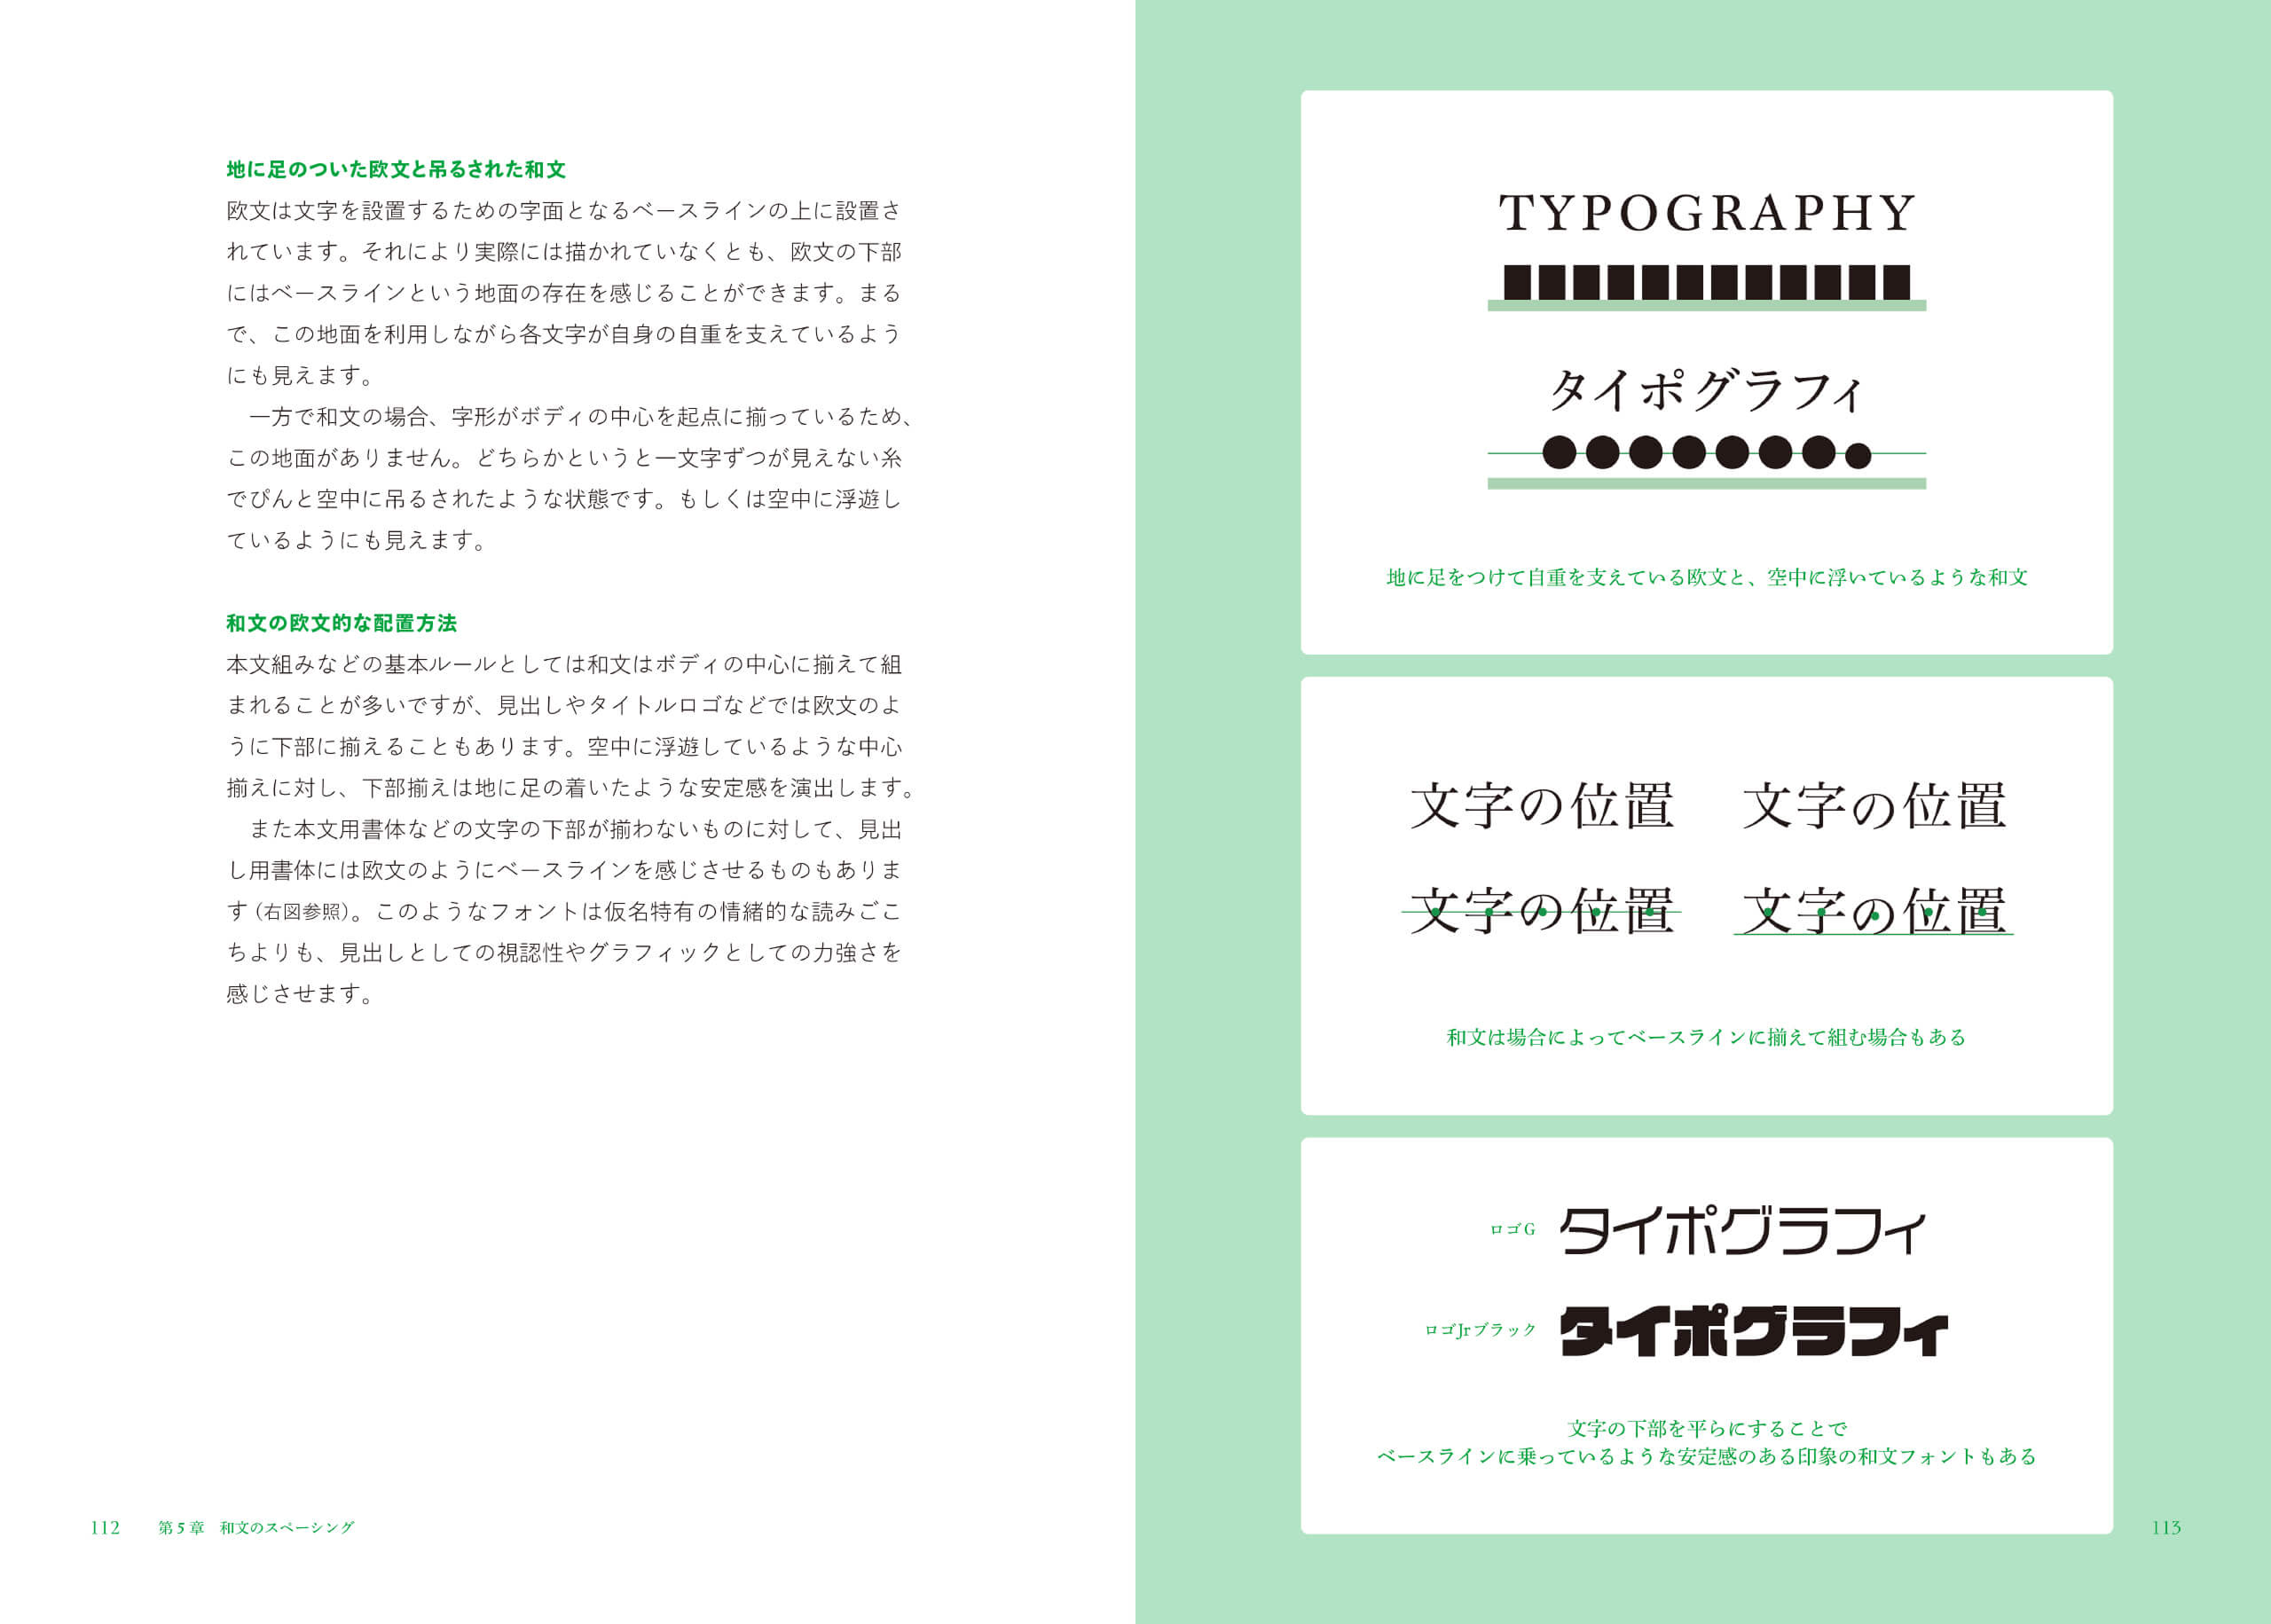 地に足のついた欧文と吊るされた和文
欧文は文字を設置するための字面となるベースラインの上に設置さ
れています。それにより実際には描かれていなくとも、欧文の下部
にはベースラインという地面の存在を感じることができます。まる
で、この地面を利用しながら各文字が自身の自重を支えているよう
にも見えます。
　一方で和文の場合、字形がボディの中心を起点に揃っているため、
この地面がありません。どちらかというと一文字ずつが見えない糸
でぴんと空中に吊るされたような状態です。もしくは空中に浮遊し
ているようにも見えます。
和文の欧文的な配置方法
本文組みなどの基本ルールとしては和文はボディの中心に揃えて組
まれることが多いですが、見出しやタイトルロゴなどでは欧文のよ
うに下部に揃えることもあります。空中に浮遊しているような中心
揃えに対し、下部揃えは地に足の着いたような安定感を演出します。
　また本文用書体などの文字の下部が揃わないものに対して、見出
し用書体には欧文のようにベースラインを感じさせるものもありま
す（右図参照）。このようなフォントは仮名特有の情緒的な読みごこ
ちよりも、見出しとしての視認性やグラフィックとしての力強さを
感じさせます。
112　第5章　和文のスペーシング
TYPOGRAPHY
タイポグラフィ
地に足をつけて自重を支えている欧文と、空中に浮いているような和文
文字の位置　文字の位置
文字の位置　文字の位置
和文は場合によってベースラインに揃えて組む場合もある
ロゴG　タイポグラフィ
ロゴJrブラック　タイポグラフィ
文字の下部を平らにすることで
ベースラインに乗っているような安定感のある印象の和文フォントもある
113